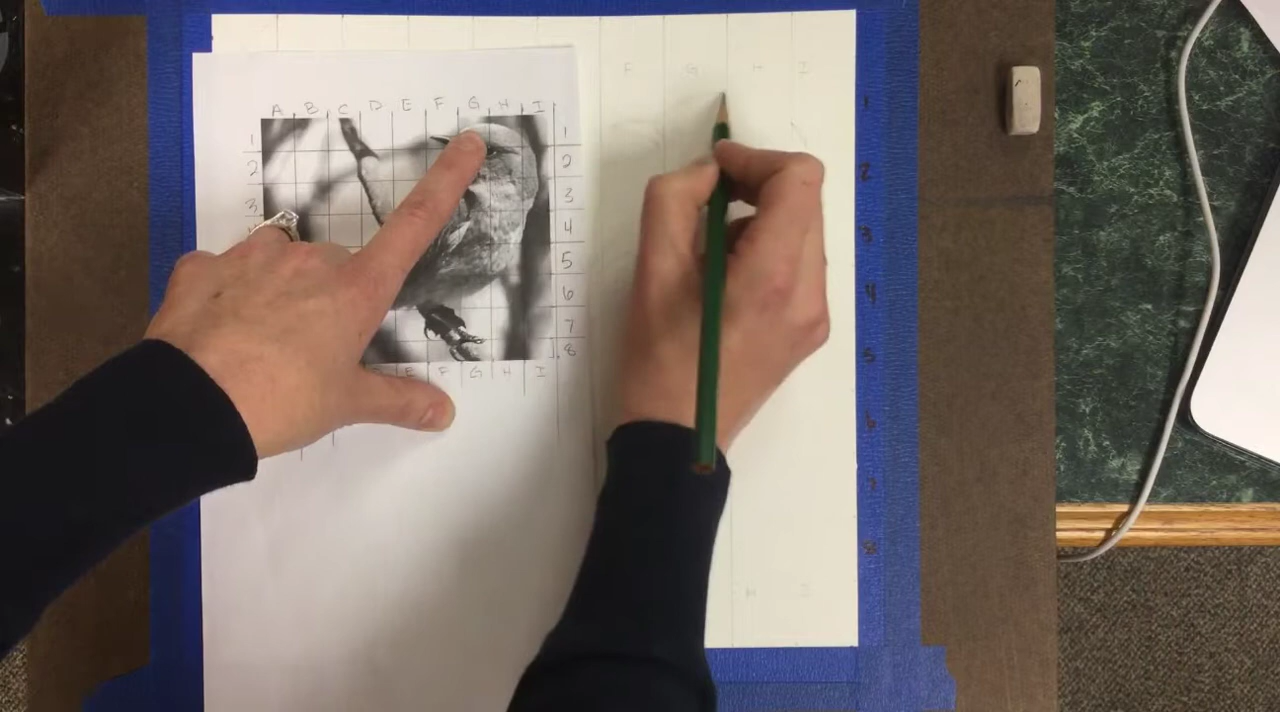 F G H I
A B C D E F G H I
1 1 1
2 2 2
3 3 3
4 4
5 5
6 6
7 7
8 8
E F G H I
H I